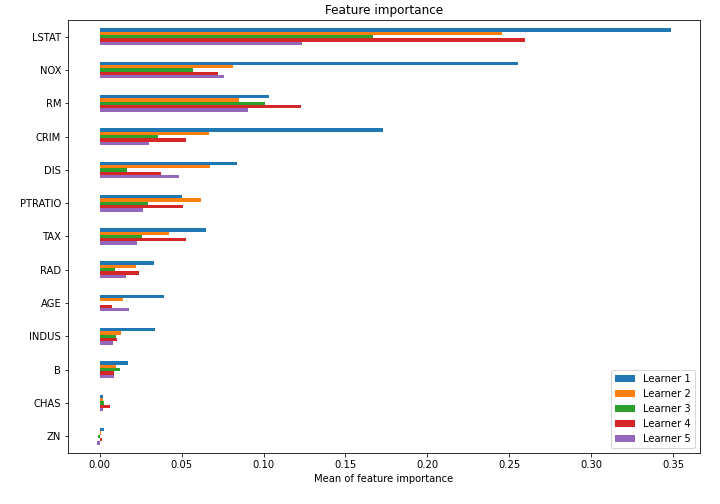 Feature importance
LSTAT
NOX
RM
CRIM
DIS
PTRATIO
TAX
RAD
AGE
INDUS
B
CHAS
ZN
Learner 1
Learner 2
Learner 3
Learner 4
Learner 5
0.00 0.05 0.10 0.15 0.20 0.25 0.30 0.35
Mean of feature importance